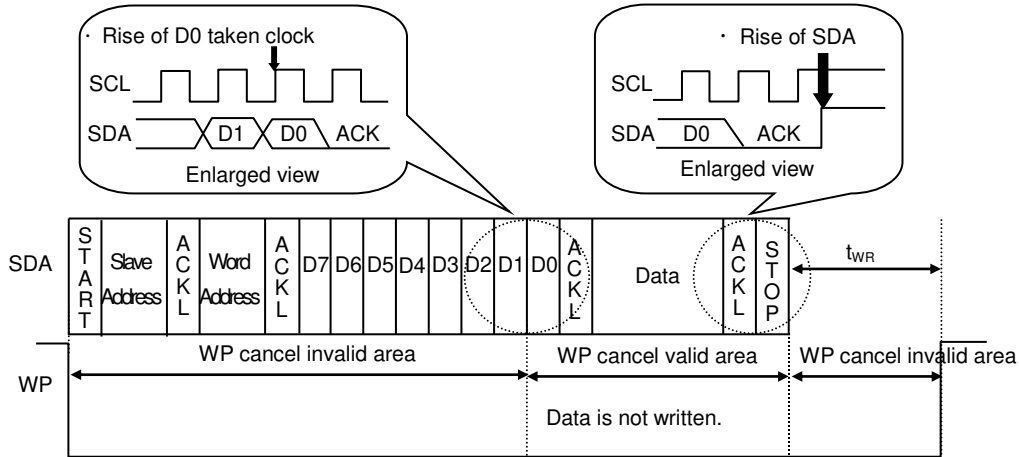 · Rise of D0 taken clock
SCL
SDA
D1
D0
ACK
Enlarged view
· Rise of SDA
SCL
SDA
D0
ACK
Enlarged view
SDA
START
Slave
Address
ACKL
Word
Address
ACKL
D7
D6
D5
D4
D3
D2
D1
D0
ACKL
Data
ACKL
STOP
tWR
WP cancel invalid area
WP cancel valid area
WP cancel invalid area
WP
Data is not written.